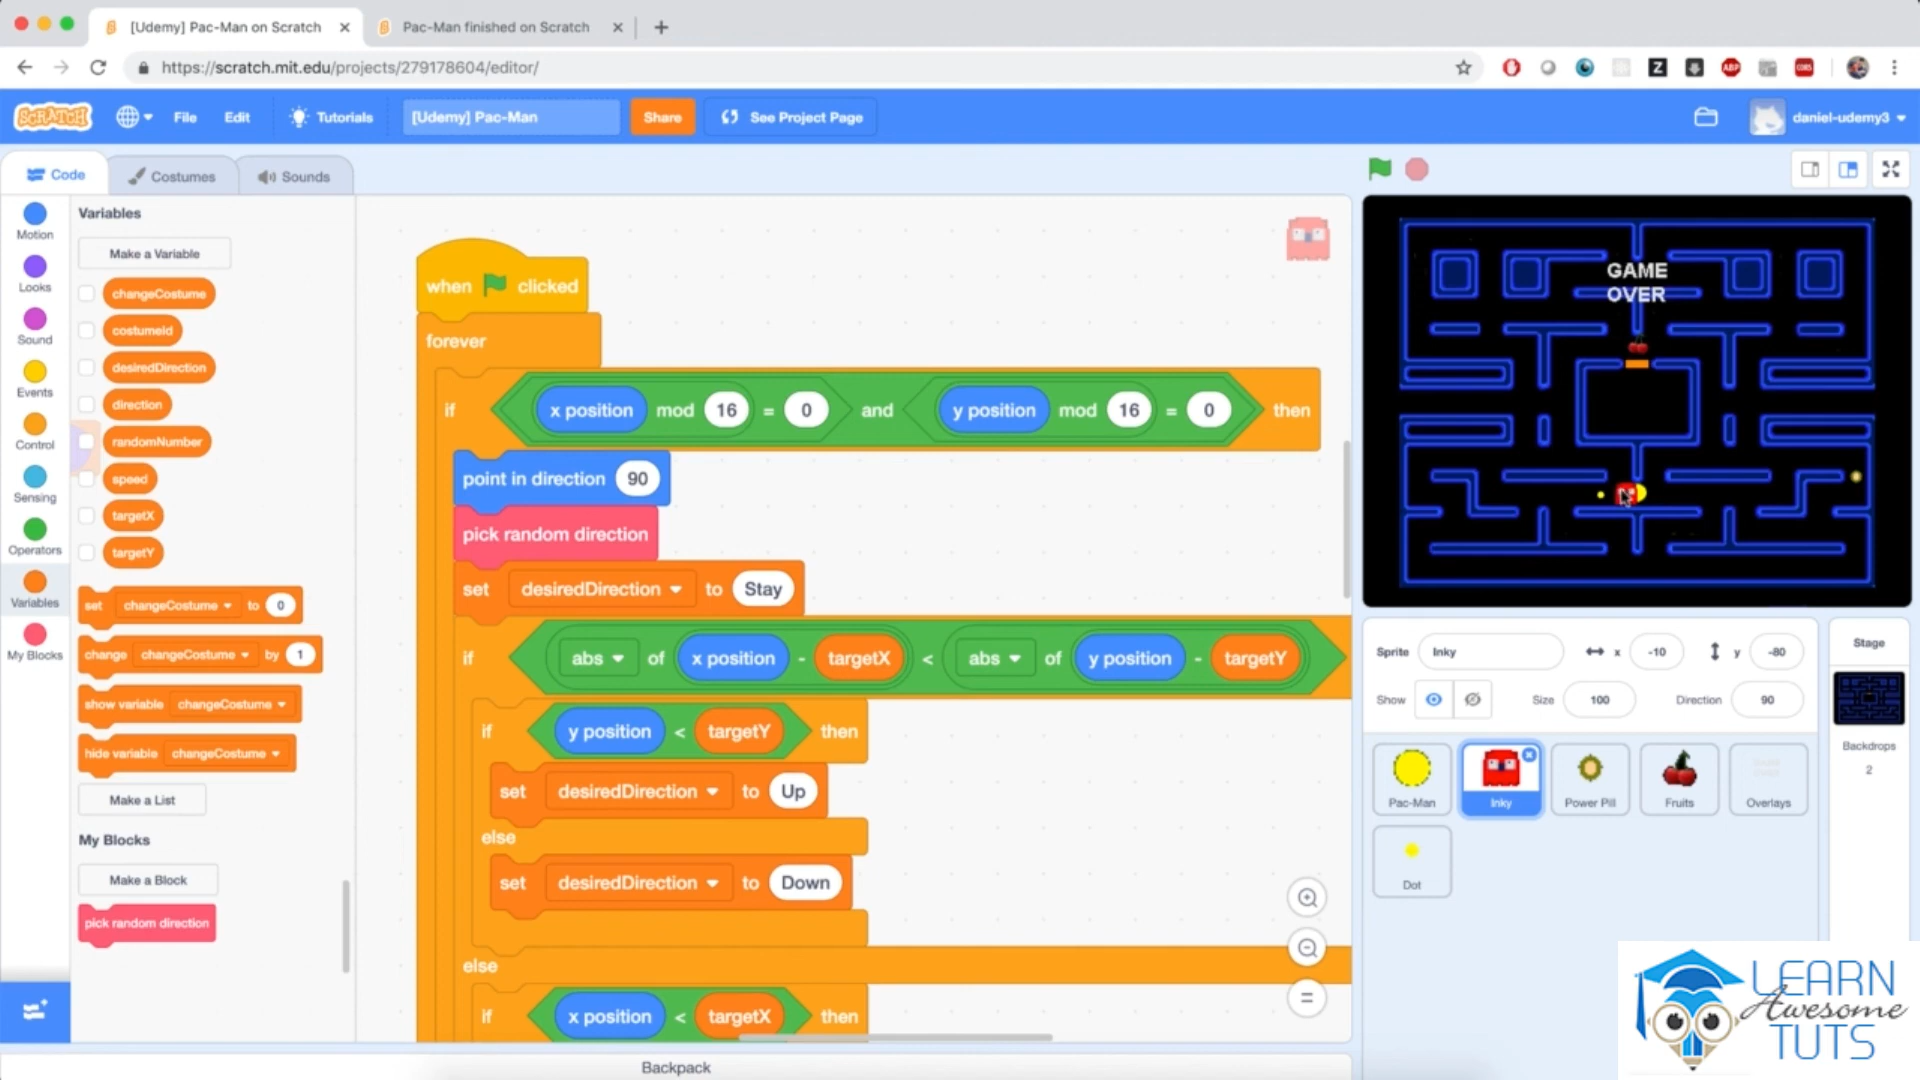 [Udemy] Pac-Man on Scratch
Pac-Man finished on Scratch
https://scratch.mit.edu/projects/279178604/editor/
Z
ABP
SCRATCH
File
Edit
Tutorials
[Udemy] Pac-Man
Share
See Project Page
daniel-udemy3
Code
Costumes
Sounds
Motion
Looks
Sound
Events
Control
Sensing
Operators
Variables
My Blocks
Variables
Make a Variable
changeCostume
costumeId
desiredDirection
direction
randomNumber
speed
targetX
targetY
set changeCostume to 0
change changeCostume by 1
show variable changeCostume
hide variable changeCostume
Make a List
My Blocks
Make a Block
pick random direction
when clicked
forever
if x position mod 16 = 0 and y position mod 16 = 0 then
point in direction 90
pick random direction
set desiredDirection to Stay
if abs of x position - targetX < abs of y position - targetY
if y position < targetY then
set desiredDirection to Up
else
set desiredDirection to Down
else
if x position < targetX then
Backpack
GAME
OVER
Sprite Inky x -10 y -80
Show Size 100 Direction 90
Pac-Man
Inky
Power Pill
Fruits
Overlays
Dot
Stage
Backdrops
2
LEARN
Awesome
TUTS